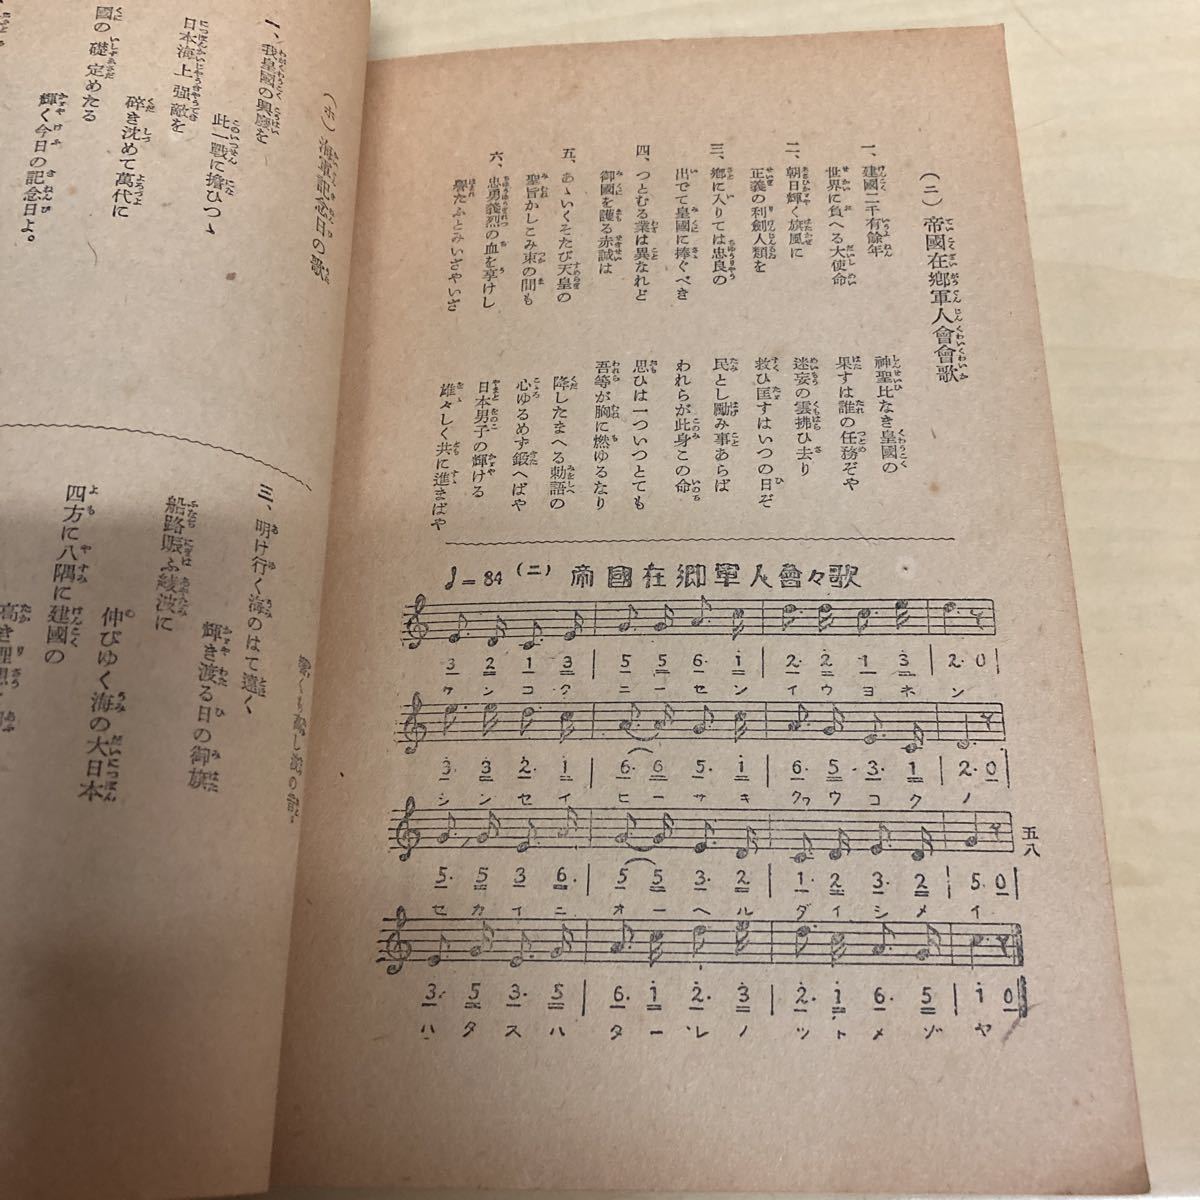 (二)帝國在鄕軍人會會歌
一、建國二千有餘年
神聖比なき皇國の
世界に負へる大使命
果すは誰の任務ぞや
二、朝日輝く旗風に
迷妄の雲拂ひ去り
正義の利劍人類を
救ひ匡すはいつの日ぞ
三、鄕に入りては忠良の
民とし勵み事あらば
出でて皇國に捧ぐべき
われらが此身この命
四、つとむる業は異なれど
思ひは一つついつとても
御國を護る赤誠は
吾等が胸に燃ゆるなり
五、あゝいくそたび天皇の
降したまへる勅語の
聖旨かしこみ束の間も
心ゆるめず鍛へばや
六、忠勇義烈の血を享けし
日本男子の輝ける
譽たふとみいざやいざ
雄々しく共に進まばや
♩=84 (二) 帝國在鄕軍人會々歌
3· 2 1· 3 | 5 5 6· 1 | 2· 2 1 3 | 2· 0
ケンコク ニーセン イウヨネ ン
3· 3 2· 1 | 6· 6 5· 1 | 6· 5 3· 1 | 2· 0
シンセイ ヒーサキ クヮウコク ノ
5· 5 3 6· | 5 5 3· 2 | 1· 2 3· 2 | 5· 0
セカイニ オーヘル ダイシメ イ
3· 5 3· 5 | 6· 1 2· 3 | 2· 1 6· 5 | 1 0
ハタスハ ターレノ ツトメゾ ヤ
五八
(ホ)海軍記念日の歌
一、我皇國の興廢を
此一戰に擔ひつゝ
日本海上强敵を
碎き沈めて萬代に
國の礎定めたる
輝く今日の記念日よ。
三、明け行く海のはて遠く
輝き渡る日の御旗
船路賑ふ綾波に
伸びゆく海の大日本
四方に八隅に建國の